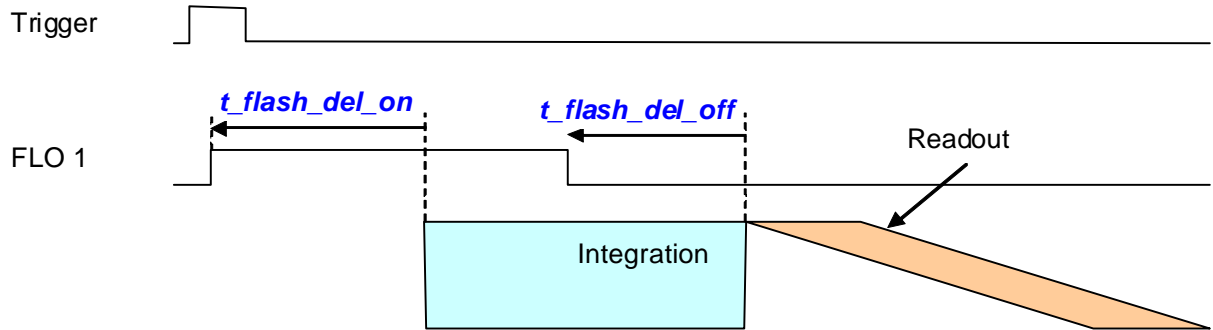 Trigger
t_flash_del_on
t_flash_del_off
FLO 1
Readout
Integration